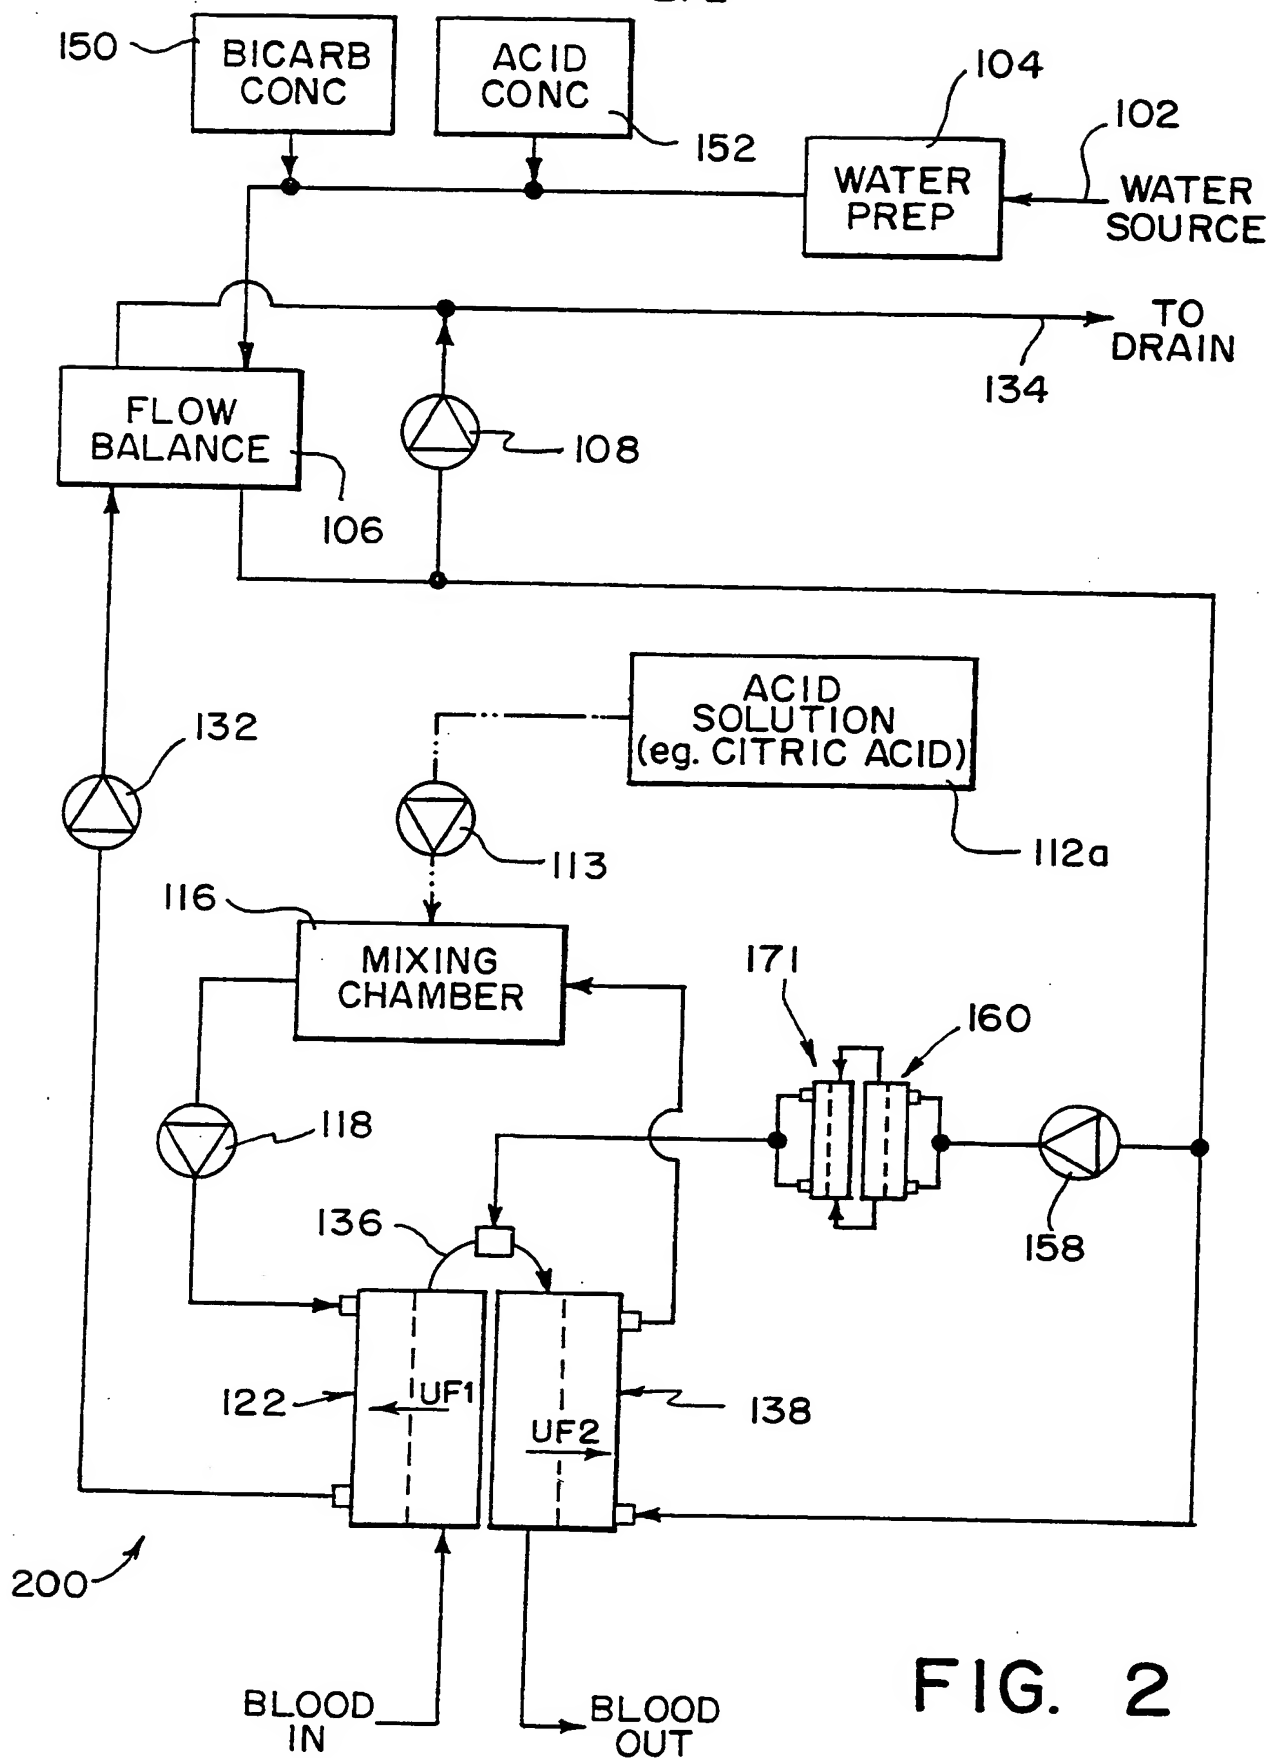 150
BICARB
CONC
ACID
CONC
152
104
102
WATER
PREP
WATER
SOURCE
TO
DRAIN
134
FLOW
BALANCE
106
108
ACID
SOLUTION
(eg. CITRIC ACID)
112a
132
113
116
MIXING
CHAMBER
171
160
118
136
158
122
UF1
UF2
138
200
BLOOD
IN
BLOOD
OUT
FIG. 2